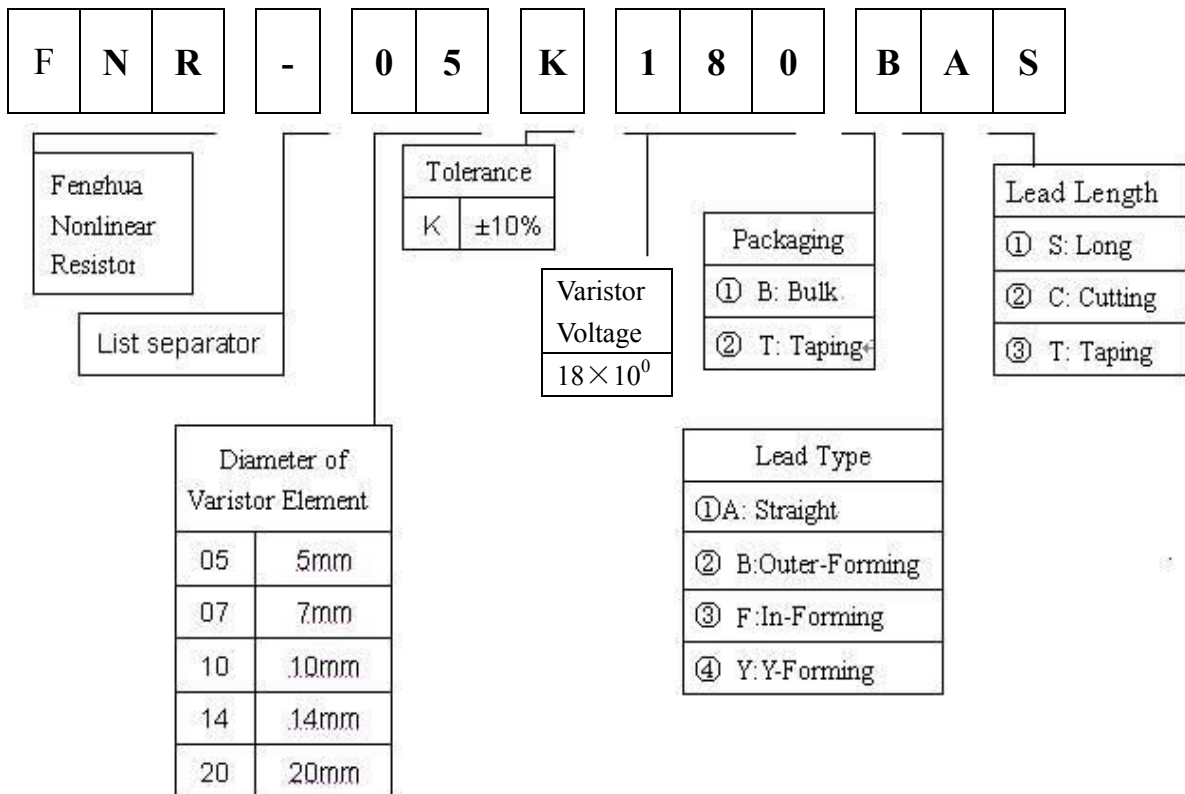 F N R - 0 5 K 1 8 0 B A S
Fenghua
Nonlinear
Resistor
List separator
Diameter of
Varistor Element
05 5mm
07 7mm
10 10mm
14 14mm
20 20mm
Tolerance
K ±10%
Varistor
Voltage
18×10⁰
Packaging
① B: Bulk
② T: Taping
Lead Type
①A: Straight
② B:Outer-Forming
③ F:In-Forming
④ Y:Y-Forming
Lead Length
① S: Long
② C: Cutting
③ T: Taping